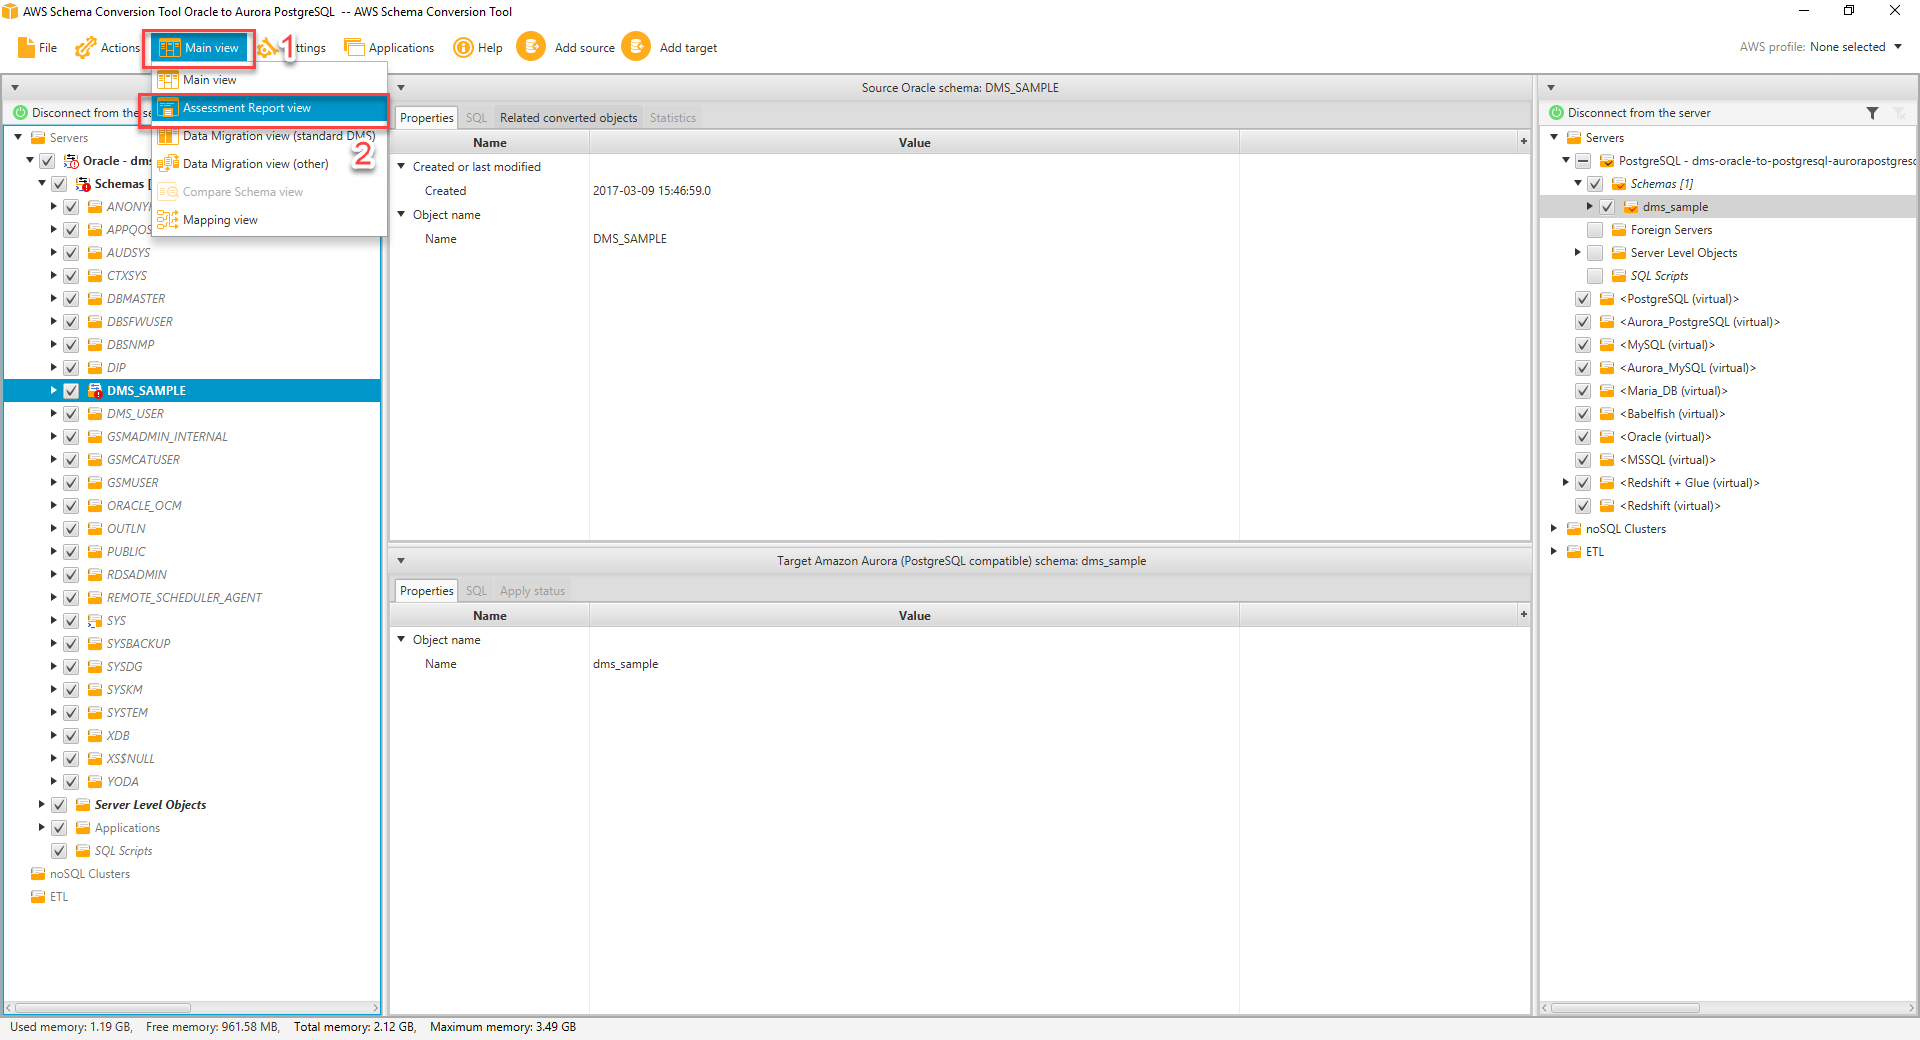 AWS Schema Conversion Tool Oracle to Aurora PostgreSQL -- AWS Schema Conversion Tool
File Actions Main view 1 ttings Applications Help Add source Add target AWS profile: None selected
Main view
Assessment Report view
Data Migration view (standard DMS)
2
Data Migration view (other)
Compare Schema view
Mapping view
Disconnect from the se
Servers
Oracle - dms
Schemas [
ANONY
APPQOS
AUDSYS
CTXSYS
DBMASTER
DBSFWUSER
DBSNMP
DIP
DMS_SAMPLE
DMS_USER
GSMADMIN_INTERNAL
GSMCATUSER
GSMUSER
ORACLE_OCM
OUTLN
PUBLIC
RDSADMIN
REMOTE_SCHEDULER_AGENT
SYS
SYSBACKUP
SYSDG
SYSKM
SYSTEM
XDB
XS$NULL
YODA
Server Level Objects
Applications
SQL Scripts
noSQL Clusters
ETL
Source Oracle schema: DMS_SAMPLE
Properties SQL Related converted objects Statistics
Name Value +
Created or last modified
Created 2017-03-09 15:46:59.0
Object name
Name DMS_SAMPLE
Target Amazon Aurora (PostgreSQL compatible) schema: dms_sample
Properties SQL Apply status
Name Value +
Object name
Name dms_sample
Disconnect from the server
Servers
PostgreSQL - dms-oracle-to-postgresql-aurorapostgresc
Schemas [1]
dms_sample
Foreign Servers
Server Level Objects
SQL Scripts
<PostgreSQL (virtual)>
<Aurora_PostgreSQL (virtual)>
<MySQL (virtual)>
<Aurora_MySQL (virtual)>
<Maria_DB (virtual)>
<Babelfish (virtual)>
<Oracle (virtual)>
<MSSQL (virtual)>
<Redshift + Glue (virtual)>
<Redshift (virtual)>
noSQL Clusters
ETL
Used memory: 1.19 GB, Free memory: 961.58 MB, Total memory: 2.12 GB, Maximum memory: 3.49 GB